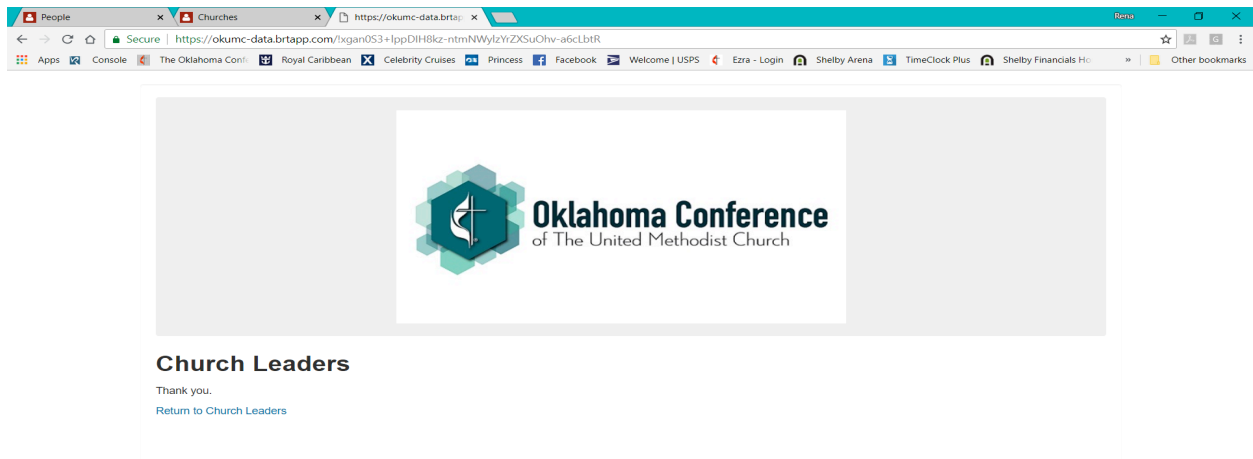 People
Churches
https://okumc-data.brtap
Rena
Secure | https://okumc-data.brtapp.com/!xgan0S3+IppDIH8kz-ntmNWylzYrZXSuOhv-a6cLbtR
Apps Console The Oklahoma Confe Royal Caribbean Celebrity Cruises Princess Facebook Welcome | USPS Ezra - Login Shelby Arena TimeClock Plus Shelby Financials Ho » Other bookmarks
Oklahoma Conference
of The United Methodist Church
Church Leaders
Thank you.
Return to Church Leaders